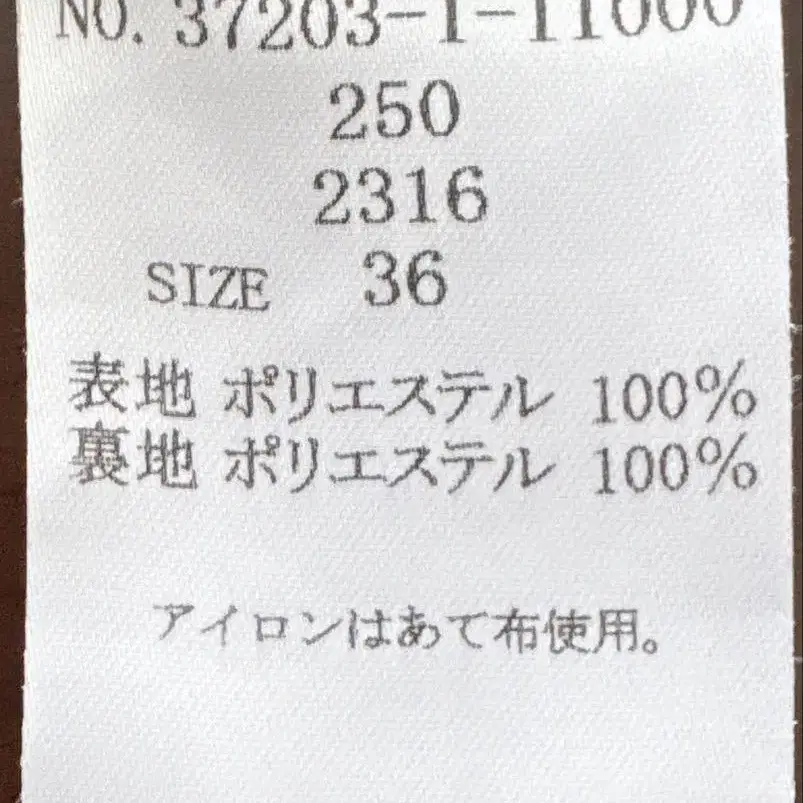 NO. 37203-1-11000
250
2316
SIZE 36
表地 ポリエステル 100%
裏地 ポリエステル 100%
アイロンはあて布使用。